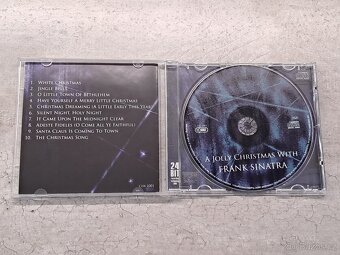 1. White Christmas
2. Jingle Bells
3. O Little Town Of Bethlehem
4. Have Yourself A Merry Little Christmas
5. Christmas Dreaming (A Little Early This Year)
6. Silent Night, Holy Night
7. It Came Upon The Midnight Clear
8. Adeste Fideles (O Come All Ye Faithful)
9. Santa Claus Is Coming To Town
10. The Christmas Song
24
BIT
A Jolly Christmas With
Frank Sinatra